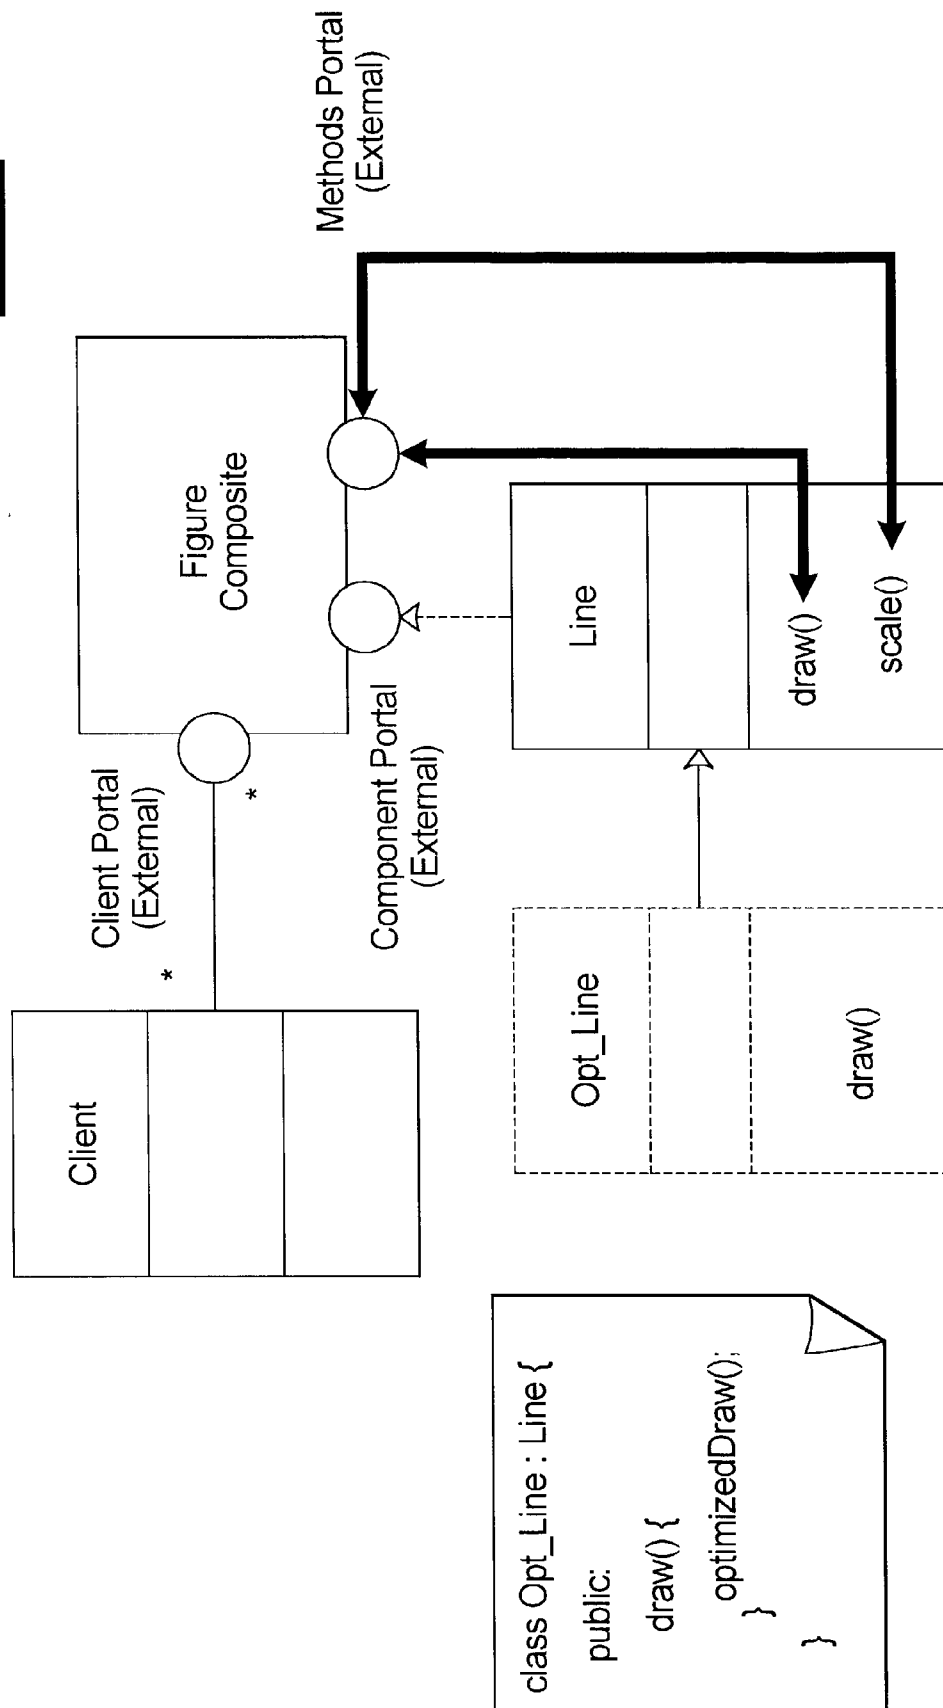 Client
*
Client Portal
(External)
*
Figure
Composite
Component Portal
(External)
Methods Portal
(External)
class Opt_Line : Line {
public:
draw() {
optimizedDraw();
}
}
Opt_Line
draw()
Line
draw()
scale()